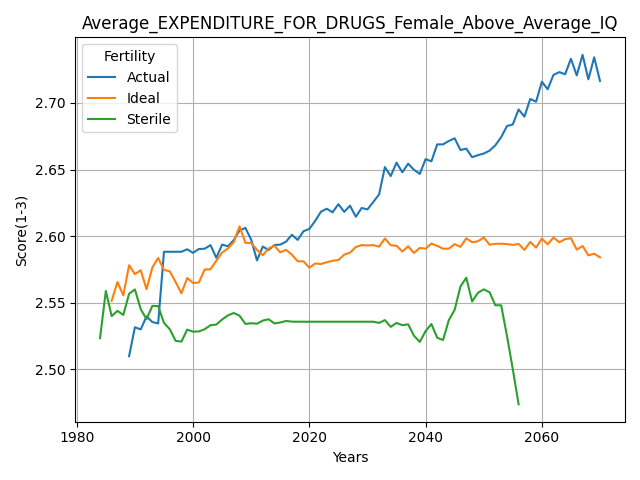 Average_EXPENDITURE_FOR_DRUGS_Female_Above_Average_IQ
Fertility
Actual
Ideal
Sterile
2.70
2.65
2.60
2.55
2.50
Score(1-3)
1980
2000
2020
2040
2060
Years